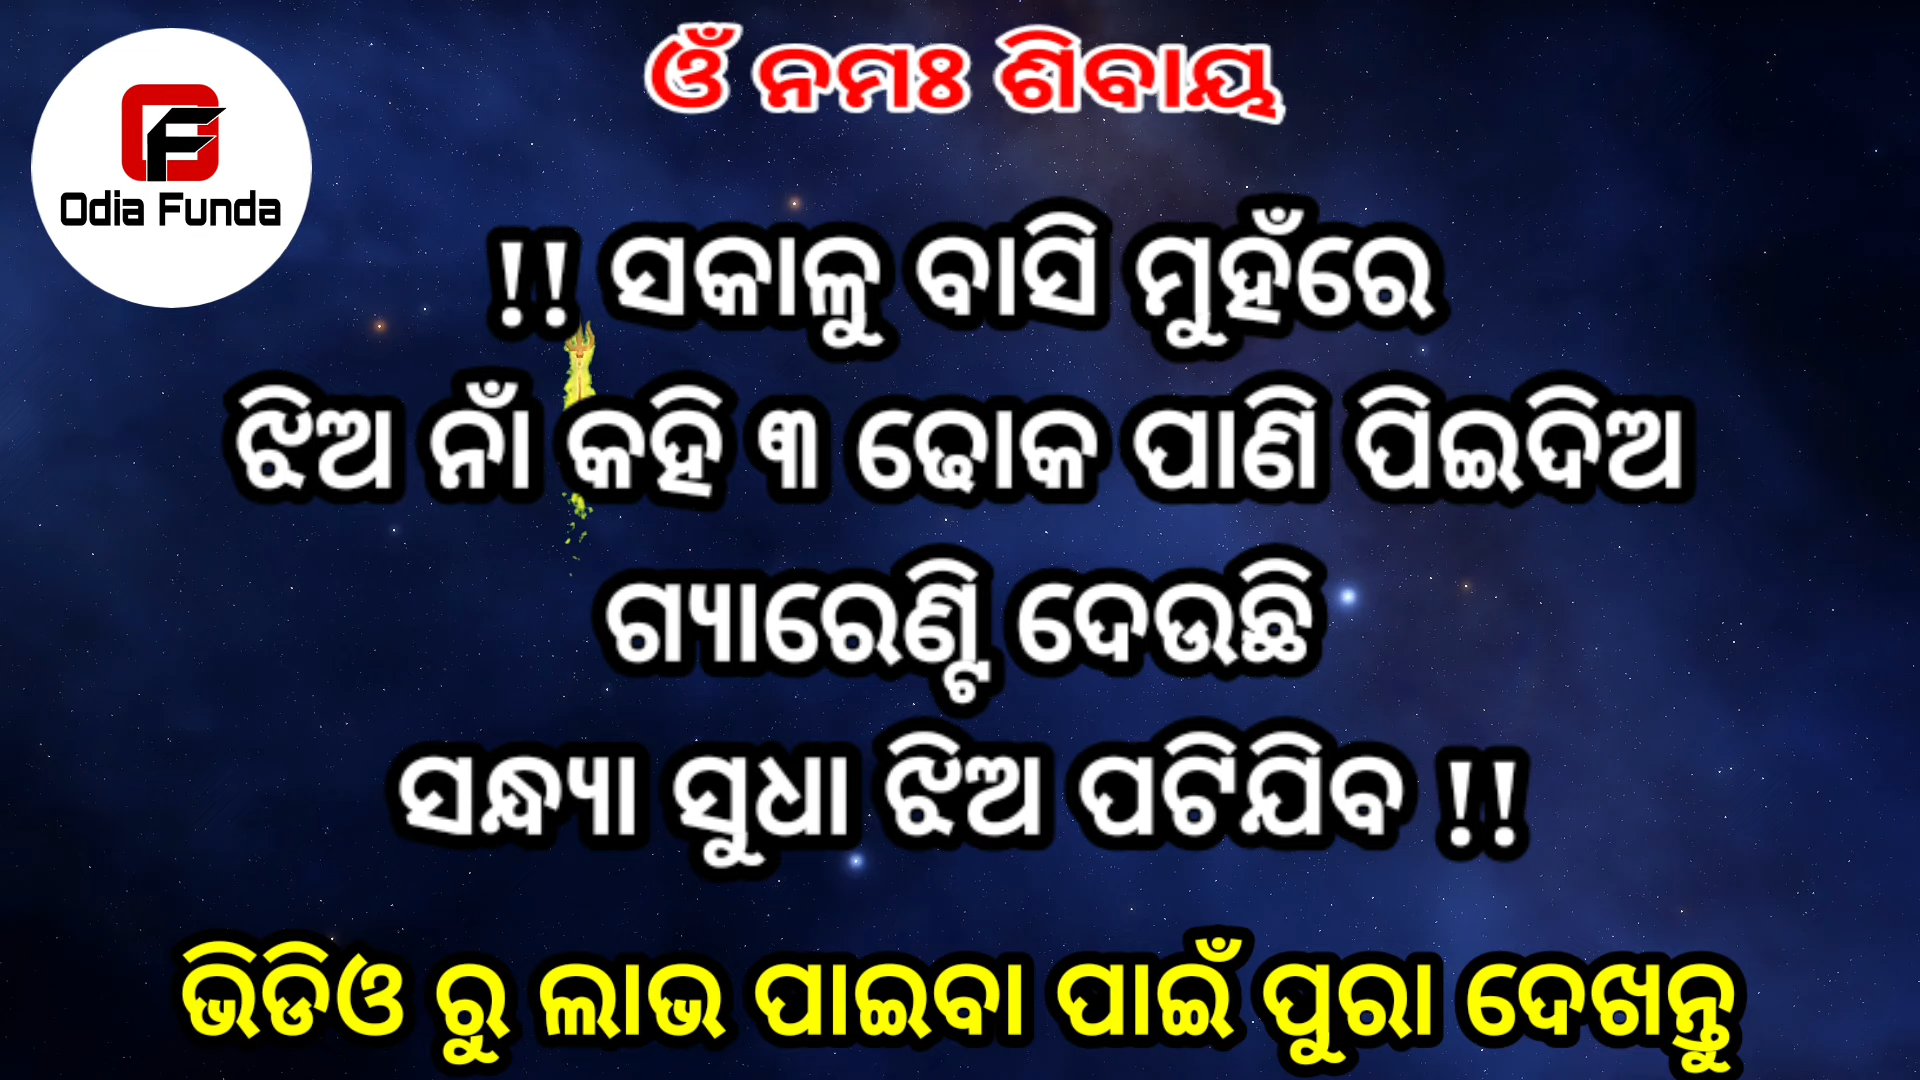 ଓଁ ନମଃ ଶିବାୟ
Odia Funda
!! ସକାଳୁ ବାସି ମୁହଁରେ
ଝିଅ ନାଁ କହି ୩ ଢୋକ ପାଣି ପିଇଦିଅ
ଗ୍ୟାରେଣ୍ଟି ଦେଉଛି
ସନ୍ଧ୍ୟା ସୁଧା ଝିଅ ପଟିଯିବ !!
ଭିଡିଓ ରୁ ଲାଭ ପାଇବା ପାଇଁ ପୁରା ଦେଖନ୍ତୁ